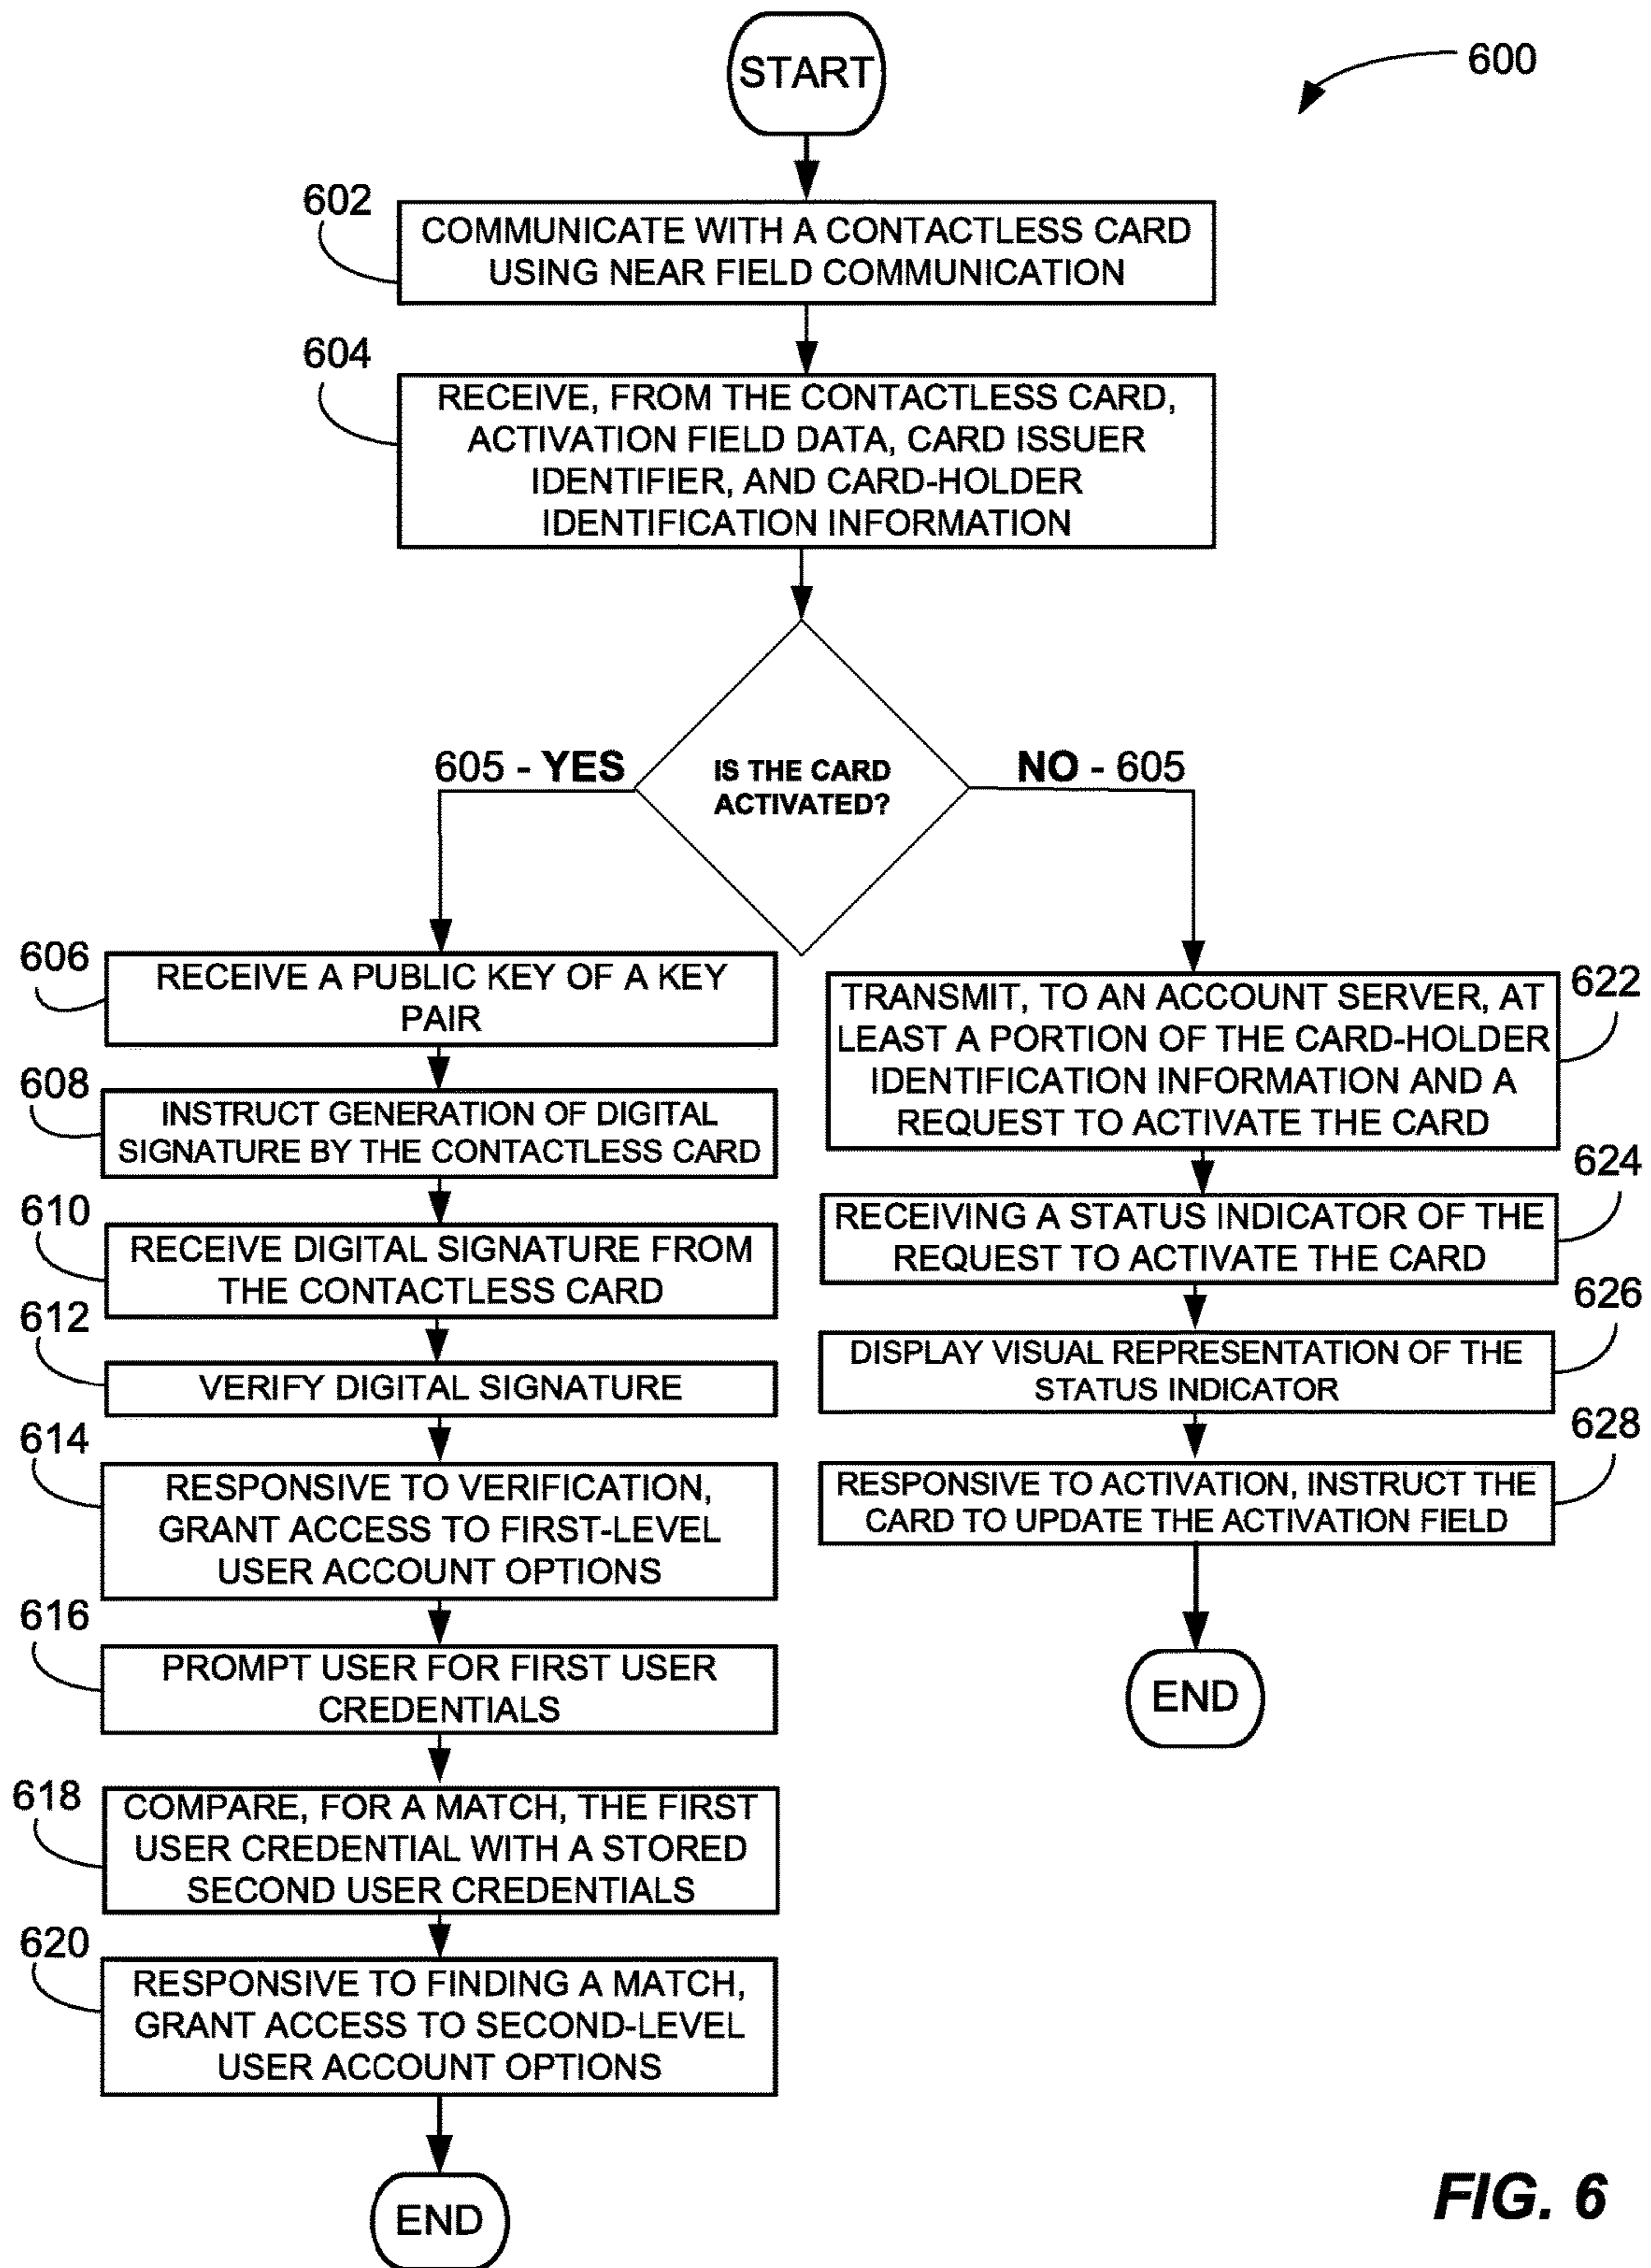 START
600
602
COMMUNICATE WITH A CONTACTLESS CARD
USING NEAR FIELD COMMUNICATION
604
RECEIVE, FROM THE CONTACTLESS CARD,
ACTIVATION FIELD DATA, CARD ISSUER
IDENTIFIER, AND CARD-HOLDER
IDENTIFICATION INFORMATION
605 - YES
IS THE CARD
ACTIVATED?
NO - 605
606
RECEIVE A PUBLIC KEY OF A KEY
PAIR
608
INSTRUCT GENERATION OF DIGITAL
SIGNATURE BY THE CONTACTLESS CARD
610
RECEIVE DIGITAL SIGNATURE FROM
THE CONTACTLESS CARD
612
VERIFY DIGITAL SIGNATURE
614
RESPONSIVE TO VERIFICATION,
GRANT ACCESS TO FIRST-LEVEL
USER ACCOUNT OPTIONS
616
PROMPT USER FOR FIRST USER
CREDENTIALS
618
COMPARE, FOR A MATCH, THE FIRST
USER CREDENTIAL WITH A STORED
SECOND USER CREDENTIALS
620
RESPONSIVE TO FINDING A MATCH,
GRANT ACCESS TO SECOND-LEVEL
USER ACCOUNT OPTIONS
END
622
TRANSMIT, TO AN ACCOUNT SERVER, AT
LEAST A PORTION OF THE CARD-HOLDER
IDENTIFICATION INFORMATION AND A
REQUEST TO ACTIVATE THE CARD
624
RECEIVING A STATUS INDICATOR OF THE
REQUEST TO ACTIVATE THE CARD
626
DISPLAY VISUAL REPRESENTATION OF THE
STATUS INDICATOR
628
RESPONSIVE TO ACTIVATION, INSTRUCT THE
CARD TO UPDATE THE ACTIVATION FIELD
END
FIG. 6